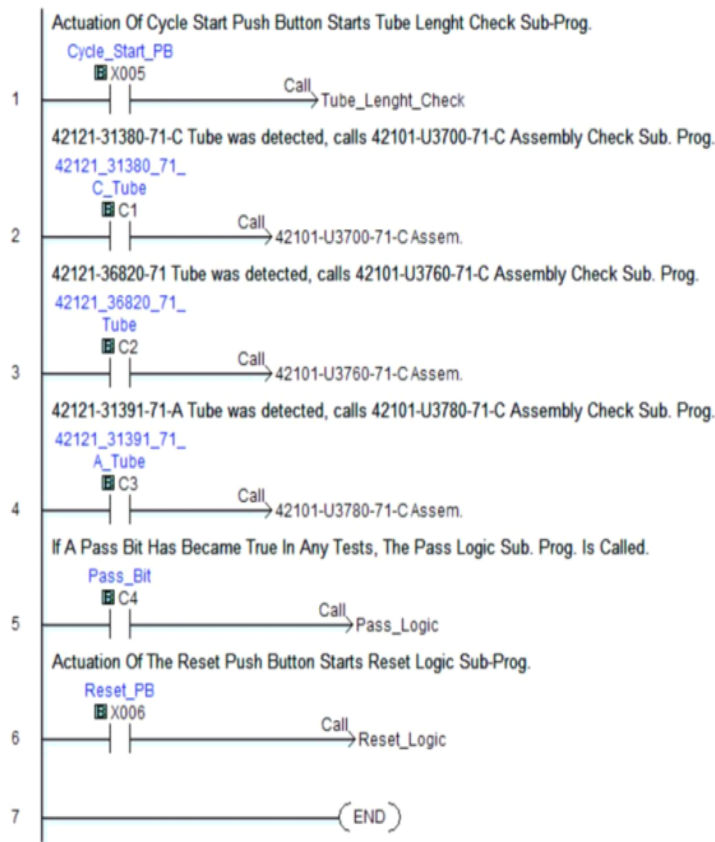 Actuation Of Cycle Start Push Button Starts Tube Lenght Check Sub-Prog.
Cycle_Start_PB
B X005
Call
1
Tube_Lenght_Check
42121-31380-71-C Tube was detected, calls 42101-U3700-71-C Assembly Check Sub. Prog.
42121_31380_71_
C_Tube
B C1
Call
2
42101-U3700-71-C Assem.
42121-36820-71 Tube was detected, calls 42101-U3760-71-C Assembly Check Sub. Prog.
42121_36820_71_
Tube
B C2
Call
3
42101-U3760-71-C Assem.
42121-31391-71-A Tube was detected, calls 42101-U3780-71-C Assembly Check Sub. Prog.
42121_31391_71_
A_Tube
B C3
Call
4
42101-U3780-71-C Assem.
If A Pass Bit Has Became True In Any Tests, The Pass Logic Sub. Prog. Is Called.
Pass_Bit
B C4
Call
5
Pass_Logic
Actuation Of The Reset Push Button Starts Reset Logic Sub-Prog.
Reset_PB
B X006
Call
6
Reset_Logic
7
END